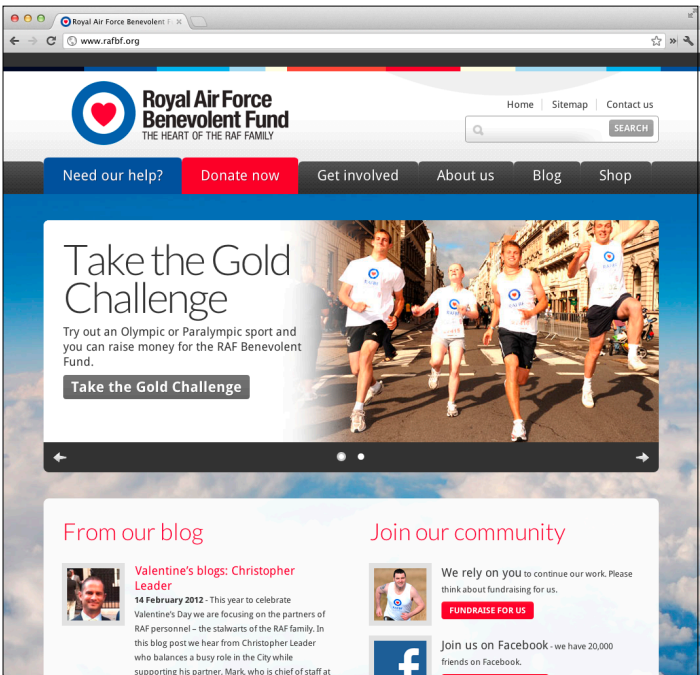 Royal Air Force Benevolent F
www.rafbf.org
Royal Air Force
Benevolent Fund
THE HEART OF THE RAF FAMILY
Home Sitemap Contact us
SEARCH
Need our help? Donate now Get involved About us Blog Shop
Take the Gold
Challenge
Try out an Olympic or Paralympic sport and
you can raise money for the RAF Benevolent
Fund.
Take the Gold Challenge
From our blog
Valentine's blogs: Christopher
Leader
14 February 2012 - This year to celebrate
Valentine's Day we are focusing on the partners of
RAF personnel – the stalwarts of the RAF family. In
this blog post we hear from Christopher Leader
who balances a busy role in the City while
supporting his partner, Mark, who is chief of staff at
Join our community
We rely on you to continue our work. Please
think about fundraising for us.
FUNDRAISE FOR US
Join us on Facebook - we have 20,000
friends on Facebook.